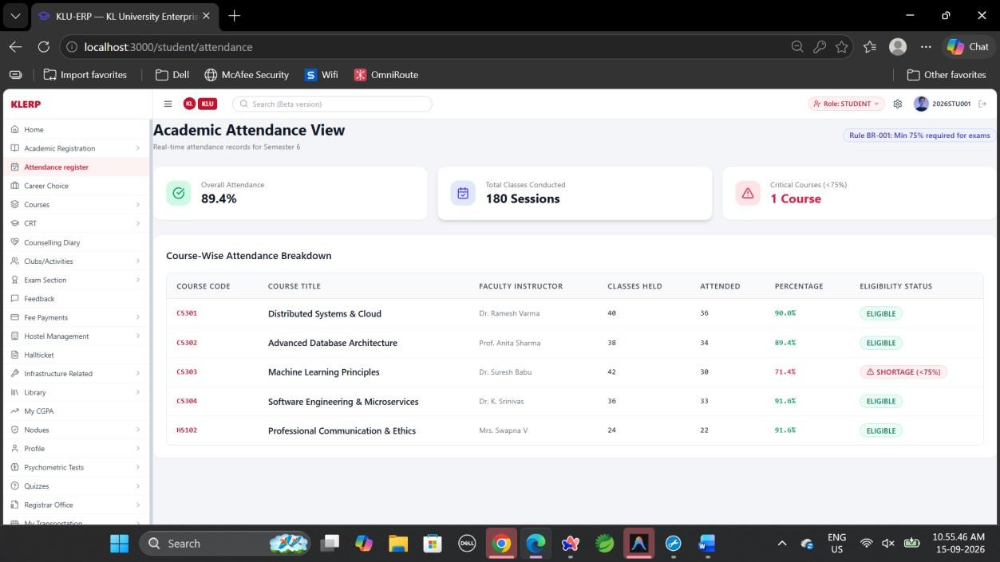 KLU-ERP — KL University Enterpris
localhost:3000/student/attendance
Chat
Import favorites
Dell
McAfee Security
S Wifi
OmniRoute
Other favorites
KLERP
KL KLU
Search (Beta version)
Role: STUDENT
2026STU001
Home
Academic Registration
Attendance register
Career Choice
Courses
CRT
Counselling Diary
Clubs/Activities
Exam Section
Feedback
Fee Payments
Hostel Management
Hallticket
Infrastructure Related
Library
My CGPA
Nodues
Profile
Psychometric Tests
Quizzes
Registrar Office
My Transportation
Academic Attendance View
Real-time attendance records for Semester 6
Rule BR-001: Min 75% required for exams
Overall Attendance
89.4%
Total Classes Conducted
180 Sessions
Critical Courses (<75%)
1 Course
Course-Wise Attendance Breakdown
COURSE CODE COURSE TITLE FACULTY INSTRUCTOR CLASSES HELD ATTENDED PERCENTAGE ELIGIBILITY STATUS
CS301 Distributed Systems & Cloud Dr. Ramesh Varma 40 36 90.0% ELIGIBLE
CS302 Advanced Database Architecture Prof. Anita Sharma 38 34 89.4% ELIGIBLE
CS303 Machine Learning Principles Dr. Suresh Babu 42 30 71.4% SHORTAGE (<75%)
CS304 Software Engineering & Microservices Dr. K. Srinivas 36 33 91.6% ELIGIBLE
HS102 Professional Communication & Ethics Mrs. Swapna V 24 22 91.6% ELIGIBLE
Search
DELL
W
ENG
US
10.55.46 AM
15-09-2026